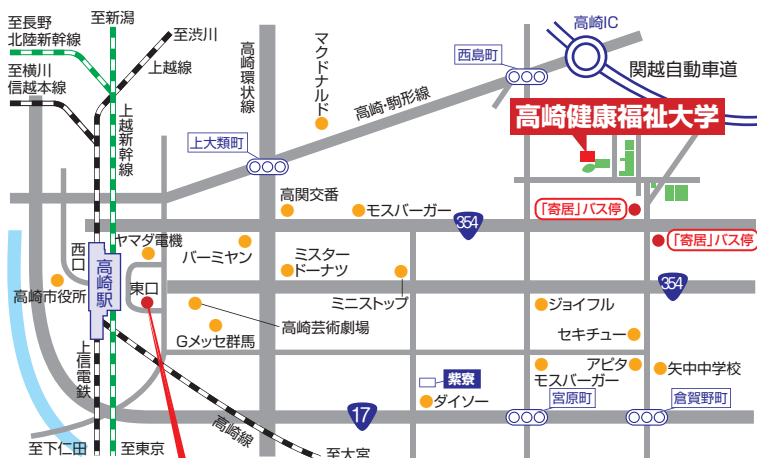 至長野
北陸新幹線
至新潟
至渋川
上越線
至横川
信越本線
上越新幹線
高崎環状線
マクドナルド
高崎・駒形線
西島町
高崎IC
関越自動車道
高崎健康福祉大学
上大類町
高関交番
モスバーガー
354
「寄居」バス停
「寄居」バス停
西口
ヤマダ電機
バーミヤン
ミスター
ドーナツ
高崎駅
東口
高崎市役所
ミニストップ
354
ジョイフル
高崎芸術劇場
Gメッセ群馬
セキチュー
上信電鉄
紫寮
アピタ
モスバーガー
矢中中学校
ダイソー
宮原町
倉賀野町
17
高崎線
至下仁田
至東京
至大宮